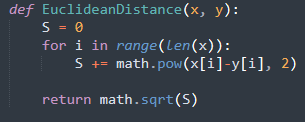 def EuclideanDistance(x, y):
    S = 0
    for i in range(len(x)):
        S += math.pow(x[i]-y[i], 2)
    return math.sqrt(S)